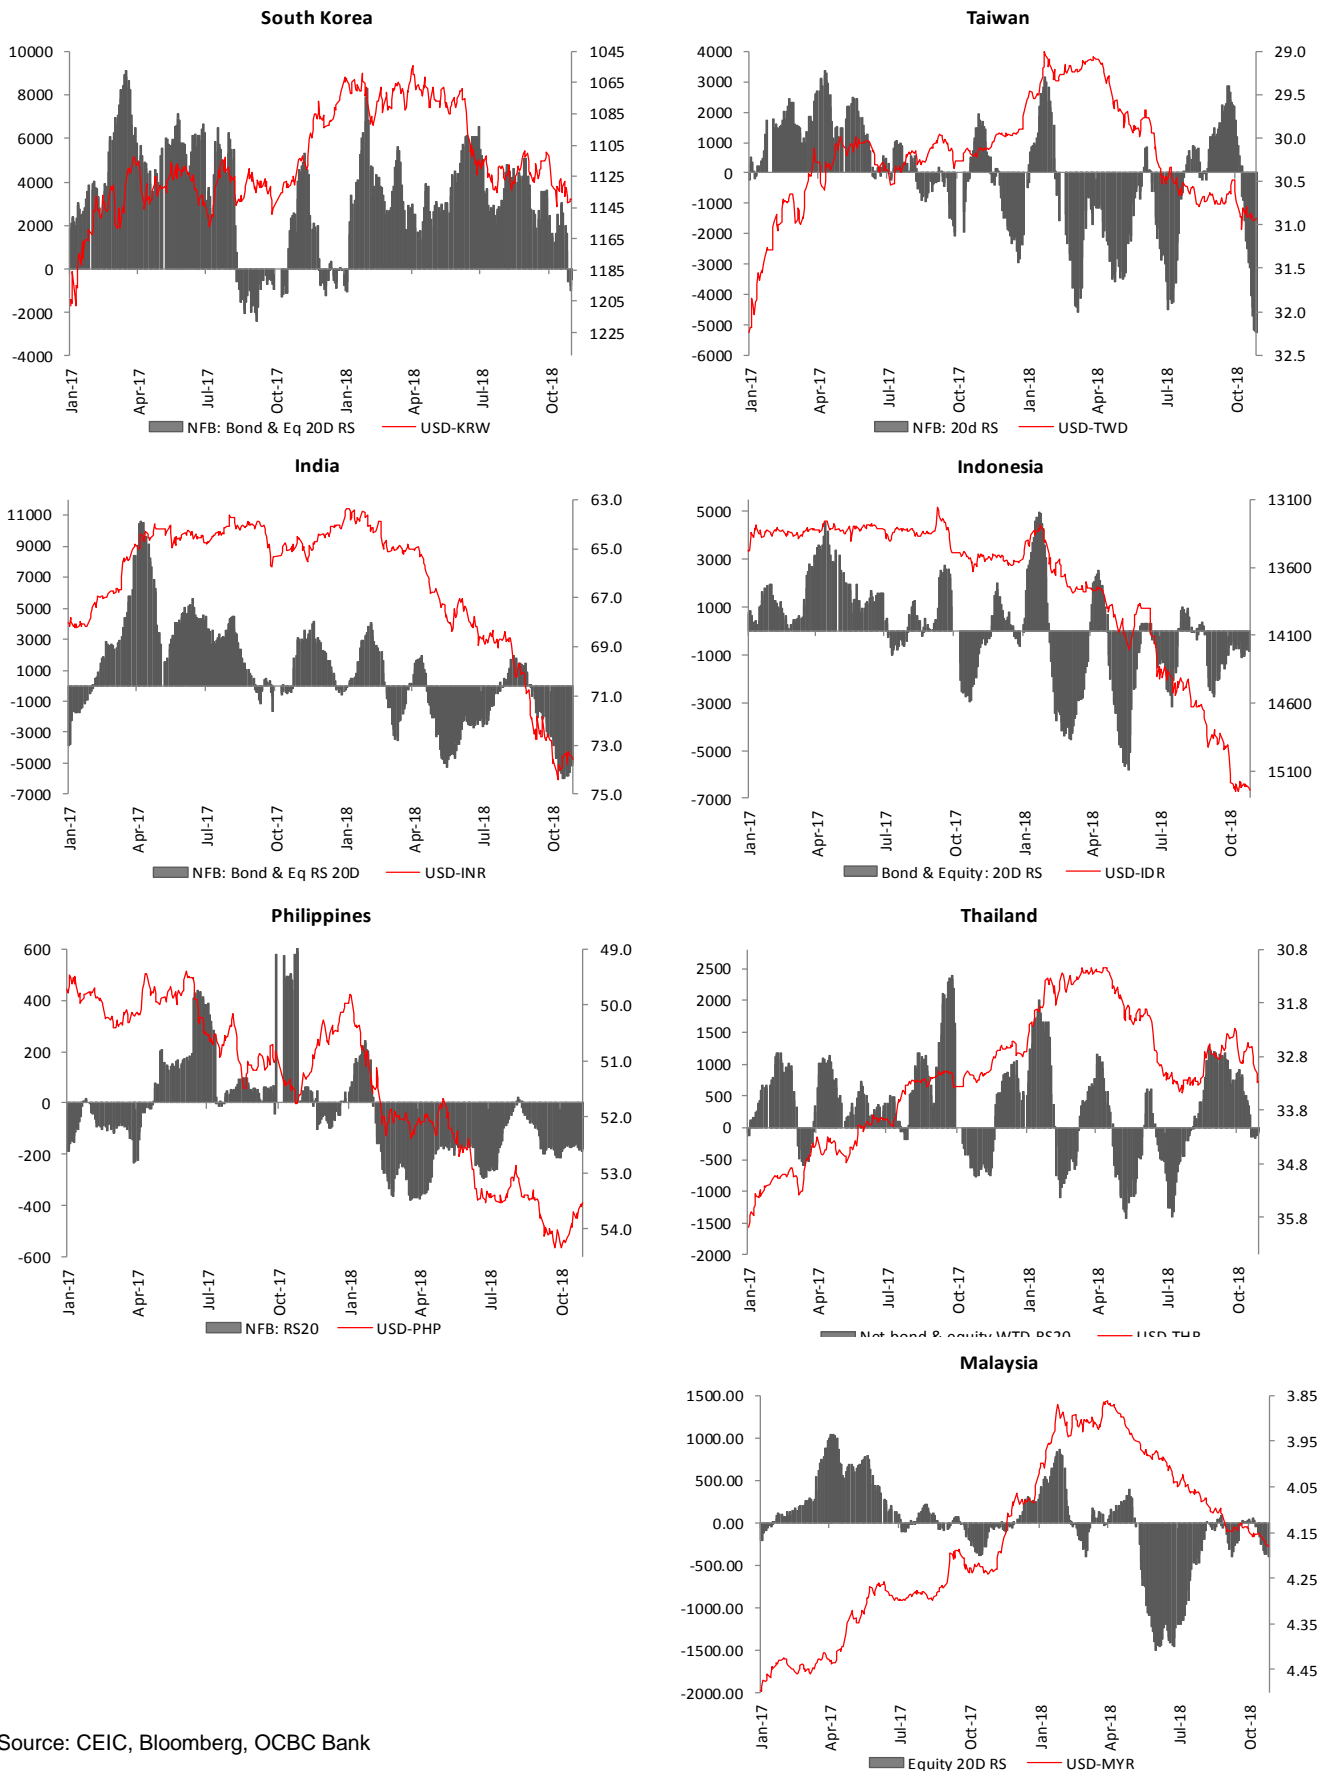 South Korea
10000
8000
6000
4000
2000
0
-2000
-4000
1045
1065
1085
1105
1125
1145
1165
1185
1205
1225
Jan-17
Apr-17
Jul-17
Oct-17
Jan-18
Apr-18
Jul-18
Oct-18
NFB: Bond & Eq 20D RS
USD-KRW
Taiwan
4000
3000
2000
1000
0
-1000
-2000
-3000
-4000
-5000
-6000
29.0
29.5
30.0
30.5
31.0
31.5
32.0
32.5
Jan-17
Apr-17
Jul-17
Oct-17
Jan-18
Apr-18
Jul-18
Oct-18
NFB: 20d RS
USD-TWD
India
11000
9000
7000
5000
3000
1000
-1000
-3000
-5000
-7000
63.0
65.0
67.0
69.0
71.0
73.0
75.0
Jan-17
Apr-17
Jul-17
Oct-17
Jan-18
Apr-18
Jul-18
Oct-18
NFB: Bond & Eq RS 20D
USD-INR
Indonesia
5000
3000
1000
-1000
-3000
-5000
-7000
13100
13600
14100
14600
15100
Jan-17
Apr-17
Jul-17
Oct-17
Jan-18
Apr-18
Jul-18
Oct-18
Bond & Equity: 20D RS
USD-IDR
Philippines
600
400
200
0
-200
-400
-600
49.0
50.0
51.0
52.0
53.0
54.0
Jan-17
Apr-17
Jul-17
Oct-17
Jan-18
Apr-18
Jul-18
Oct-18
NFB: RS20
USD-PHP
Thailand
2500
2000
1500
1000
500
0
-500
-1000
-1500
-2000
30.8
31.8
32.8
33.8
34.8
35.8
Jan-17
Apr-17
Jul-17
Oct-17
Jan-18
Apr-18
Jul-18
Oct-18
Net bond & equity WTD RS20
USD-THB
Malaysia
1500.00
1000.00
500.00
0.00
-500.00
-1000.00
-1500.00
-2000.00
3.85
3.95
4.05
4.15
4.25
4.35
4.45
Jan-17
Apr-17
Jul-17
Oct-17
Jan-18
Apr-18
Jul-18
Oct-18
Equity 20D RS
USD-MYR
Source: CEIC, Bloomberg, OCBC Bank